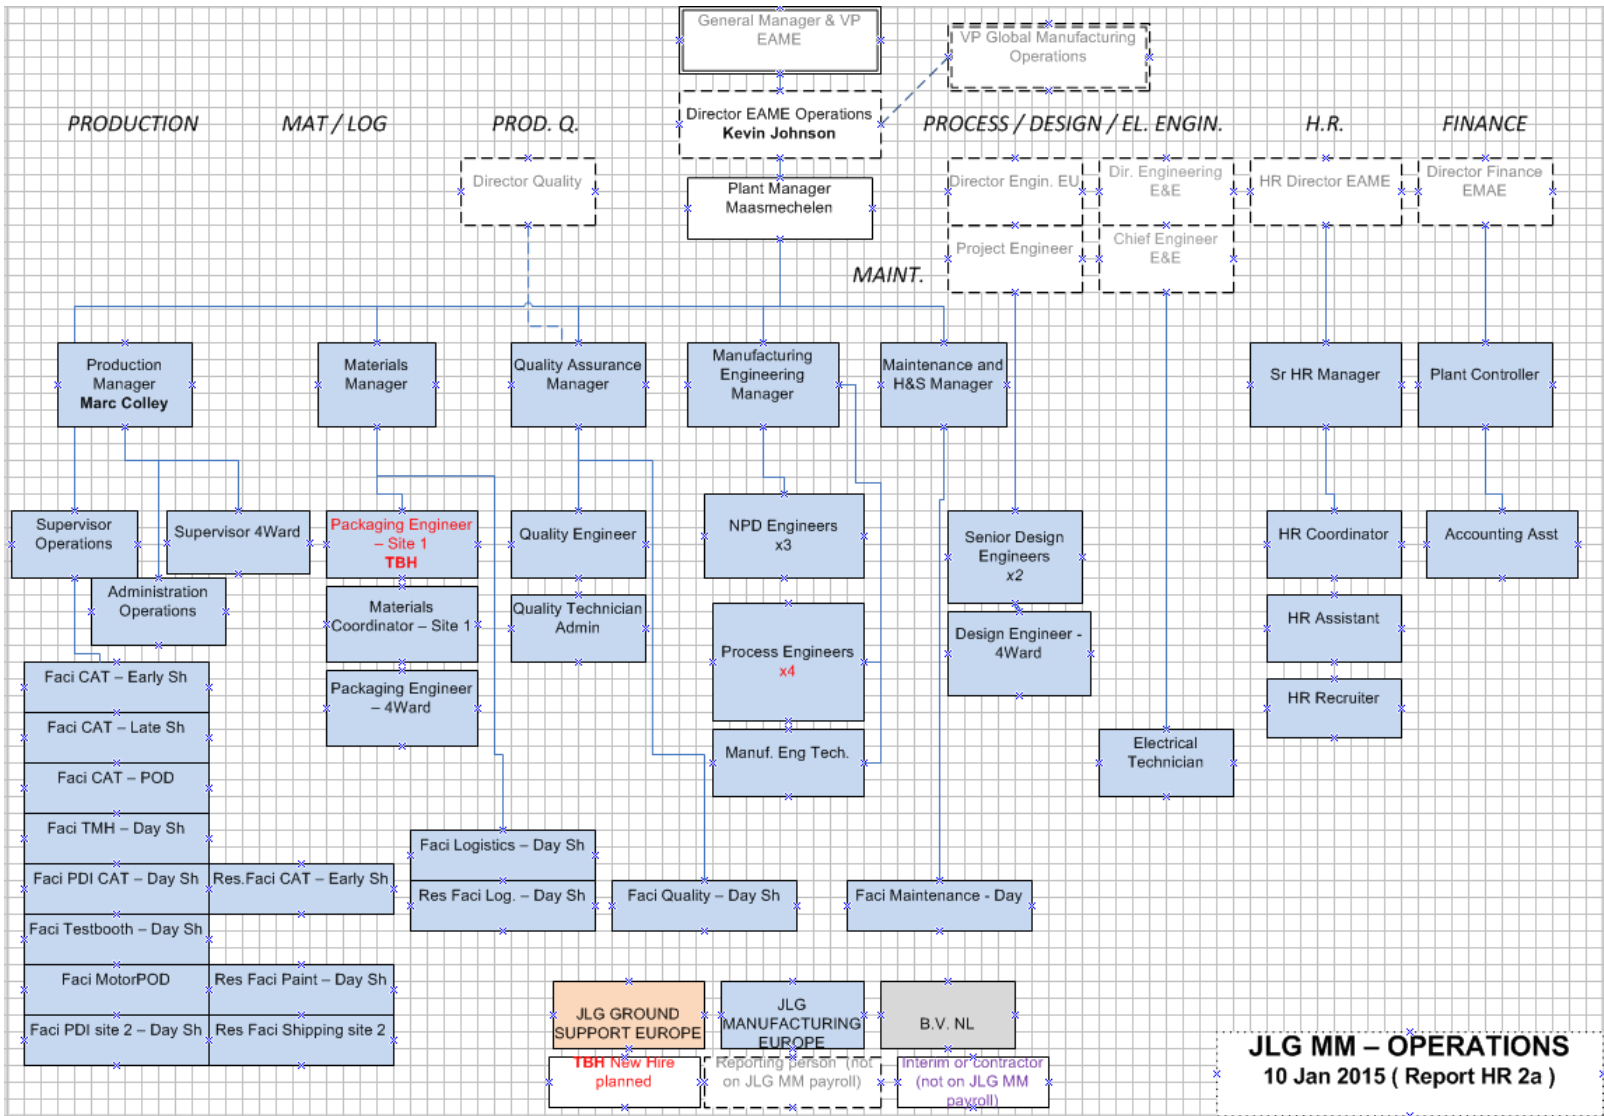 General Manager & VP
EAME
VP Global Manufacturing
Operations
Director EAME Operations
Kevin Johnson
PRODUCTION
MAT / LOG
PROD. Q.
PROCESS / DESIGN / EL. ENGIN.
H.R.
FINANCE
Director Quality
Plant Manager
Maasmechelen
Director Engin. EU
Dir. Engineering
E&E
HR Director EAME
Director Finance
EMAE
Project Engineer
Chief Engineer
E&E
MAINT.
Production
Manager
Marc Colley
Materials
Manager
Quality Assurance
Manager
Manufacturing
Engineering
Manager
Maintenance and
H&S Manager
Sr HR Manager
Plant Controller
Supervisor
Operations
Supervisor 4Ward
Packaging Engineer
– Site 1
TBH
Quality Engineer
NPD Engineers
x3
Senior Design
Engineers
x2
HR Coordinator
Accounting Asst
Administration
Operations
Materials
Coordinator – Site 1
Quality Technician
Admin
Process Engineers
x4
Design Engineer -
4Ward
HR Assistant
Faci CAT – Early Sh
Packaging Engineer
– 4Ward
HR Recruiter
Faci CAT – Late Sh
Manuf. Eng Tech.
Electrical
Technician
Faci CAT – POD
Faci TMH – Day Sh
Faci Logistics – Day Sh
Faci PDI CAT – Day Sh
Res.Faci CAT – Early Sh
Res Faci Log. – Day Sh
Faci Quality – Day Sh
Faci Maintenance - Day
Faci Testbooth – Day Sh
Faci MotorPOD
Res Faci Paint – Day Sh
Faci PDI site 2 – Day Sh
Res Faci Shipping site 2
JLG GROUND
SUPPORT EUROPE
JLG
MANUFACTURING
EUROPE
B.V. NL
TBH New Hire
planned
Reporting person (not
on JLG MM payroll)
Interim or contractor
(not on JLG MM
payroll)
JLG MM – OPERATIONS
10 Jan 2015 ( Report HR 2a )